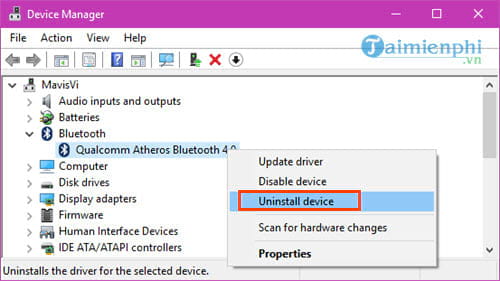 Device Manager
File Action View Help
Taimienphi
.vn
MavisVi
Audio inputs and outputs
Batteries
Bluetooth
Qualcomm Atheros Bluetooth 4.0
Computer
Disk drives
Display adapters
Firmware
Human Interface Devices
IDE ATA/ATAPI controllers
Update driver
Disable device
Uninstall device
Scan for hardware changes
Properties
Uninstalls the driver for the selected device.